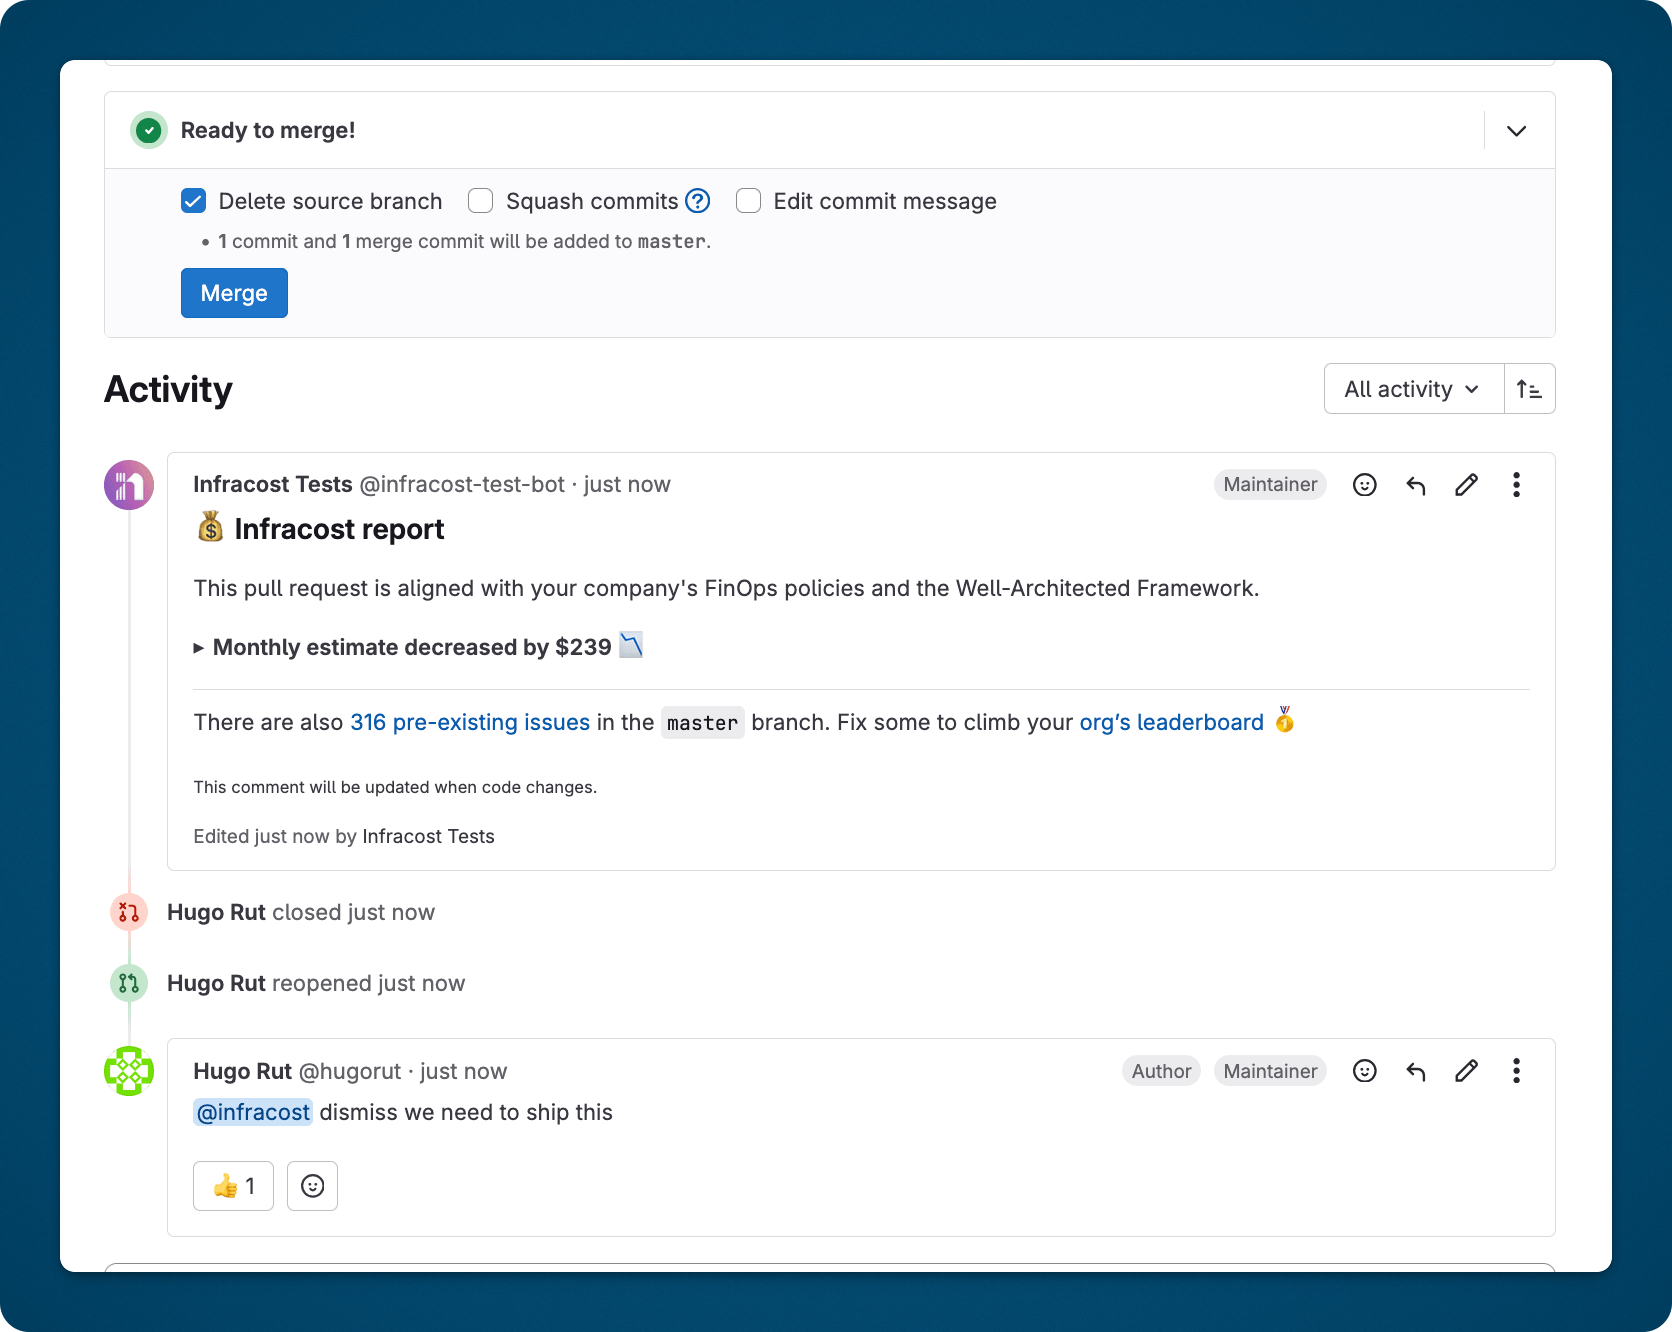 Ready to merge!
Delete source branch Squash commits ? Edit commit message
• 1 commit and 1 merge commit will be added to master.
Merge
Activity
All activity
Infracost Tests @infracost-test-bot · just now Maintainer
💰 Infracost report
This pull request is aligned with your company's FinOps policies and the Well-Architected Framework.
▸ Monthly estimate decreased by $239 📉
There are also 316 pre-existing issues in the master branch. Fix some to climb your org’s leaderboard 🥇
This comment will be updated when code changes.
Edited just now by Infracost Tests
Hugo Rut closed just now
Hugo Rut reopened just now
Hugo Rut @hugorut · just now Author Maintainer
@infracost dismiss we need to ship this
👍 1